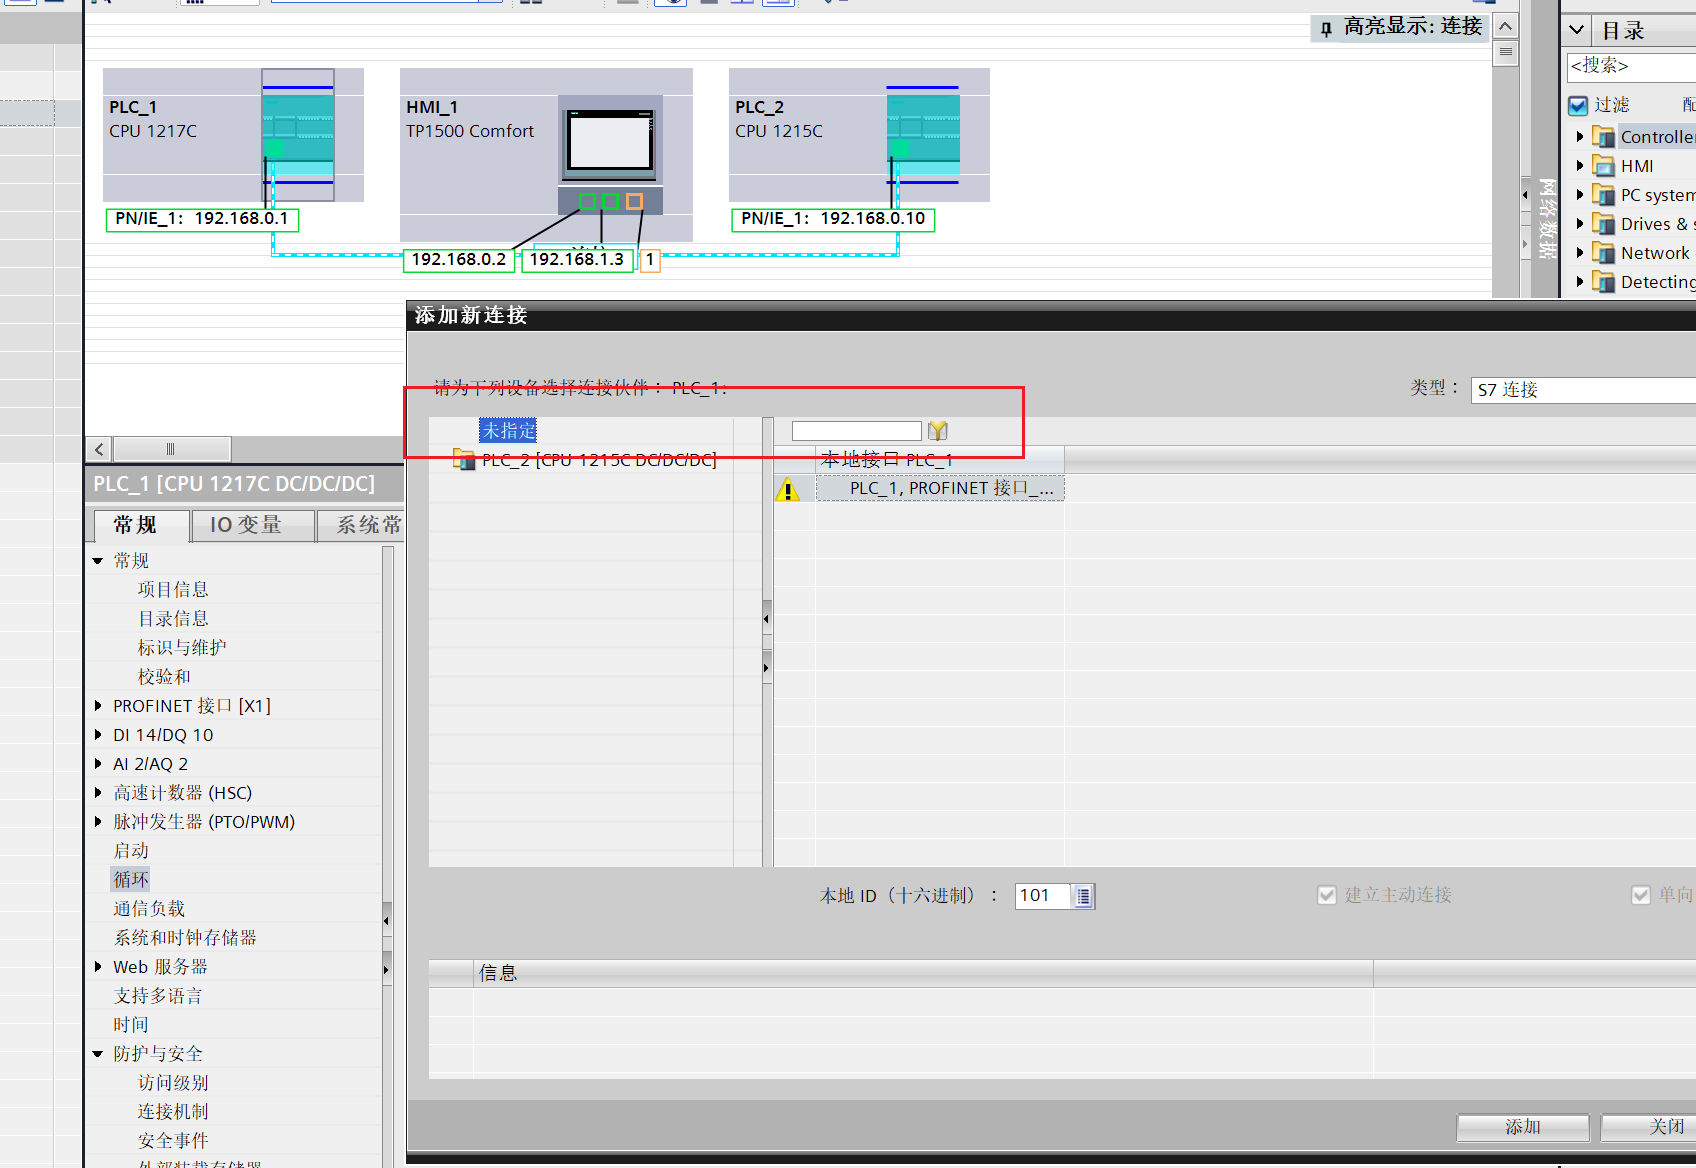 高亮显示: 连接
目录
<搜索>
过滤
PLC_1
CPU 1217C
HMI_1
TP1500 Comfort
PLC_2
CPU 1215C
PN/IE_1: 192.168.0.1
192.168.0.2
192.168.1.3
1
PN/IE_1: 192.168.0.10
网络数据
Controller
HMI
PC system
Drives &
Network
Detecting
添加新连接
请为下列设备选择连接伙伴： PLC_1:
类型：
S7 连接
未指定
PLC_2 [CPU 1215C DC/DC/DC]
本地接口 PLC_1
PLC_1, PROFINET 接口_...
本地 ID（十六进制）：
101
建立主动连接
单向
信息
添加
关闭
PLC_1 [CPU 1217C DC/DC/DC]
常规
IO 变量
系统常
常规
项目信息
目录信息
标识与维护
校验和
PROFINET 接口 [X1]
DI 14/DQ 10
AI 2/AQ 2
高速计数器 (HSC)
脉冲发生器 (PTO/PWM)
启动
循环
通信负载
系统和时钟存储器
Web 服务器
支持多语言
时间
防护与安全
访问级别
连接机制
安全事件
外部装载存储器